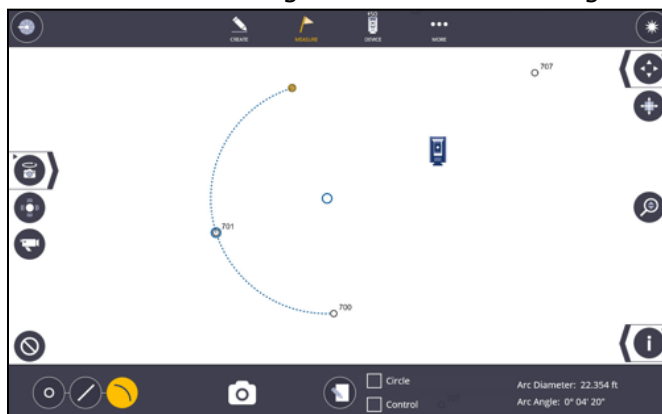 +50
CREATE
MEASURE
DEVICE
MORE
707
701
700
Circle
Control
Arc Diameter: 22.354 ft
Arc Angle: 0° 04' 20"